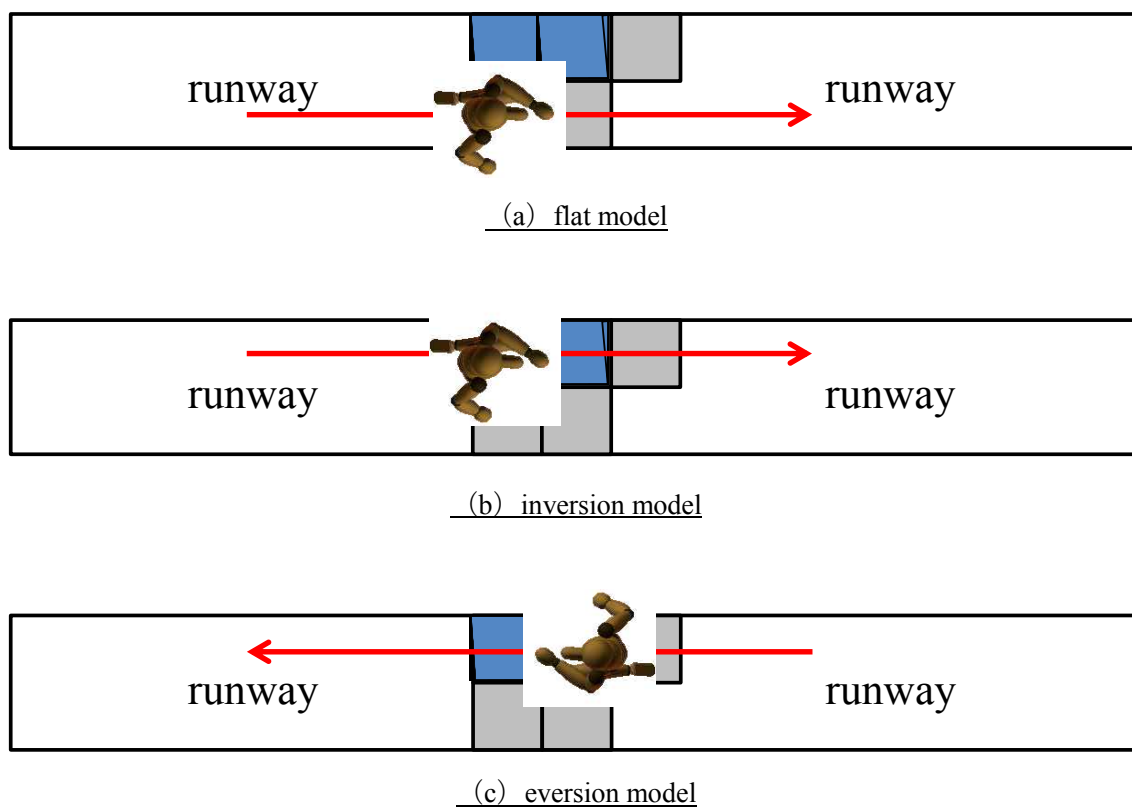 runway runway
（a）flat model
runway runway
（b）inversion model
runway runway
（c）eversion model